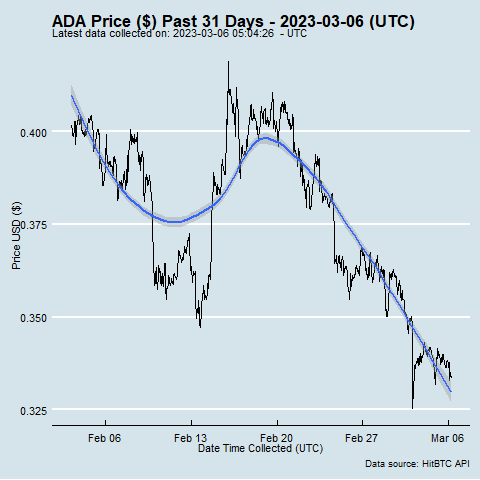 ADA Price ($) Past 31 Days - 2023-03-06 (UTC)
Latest data collected on: 2023-03-06 05:04:26 - UTC
0.400
0.375
0.350
0.325
Price USD ($)
Feb 06 Feb 13 Feb 20 Feb 27 Mar 06
Date Time Collected (UTC)
Data source: HitBTC API